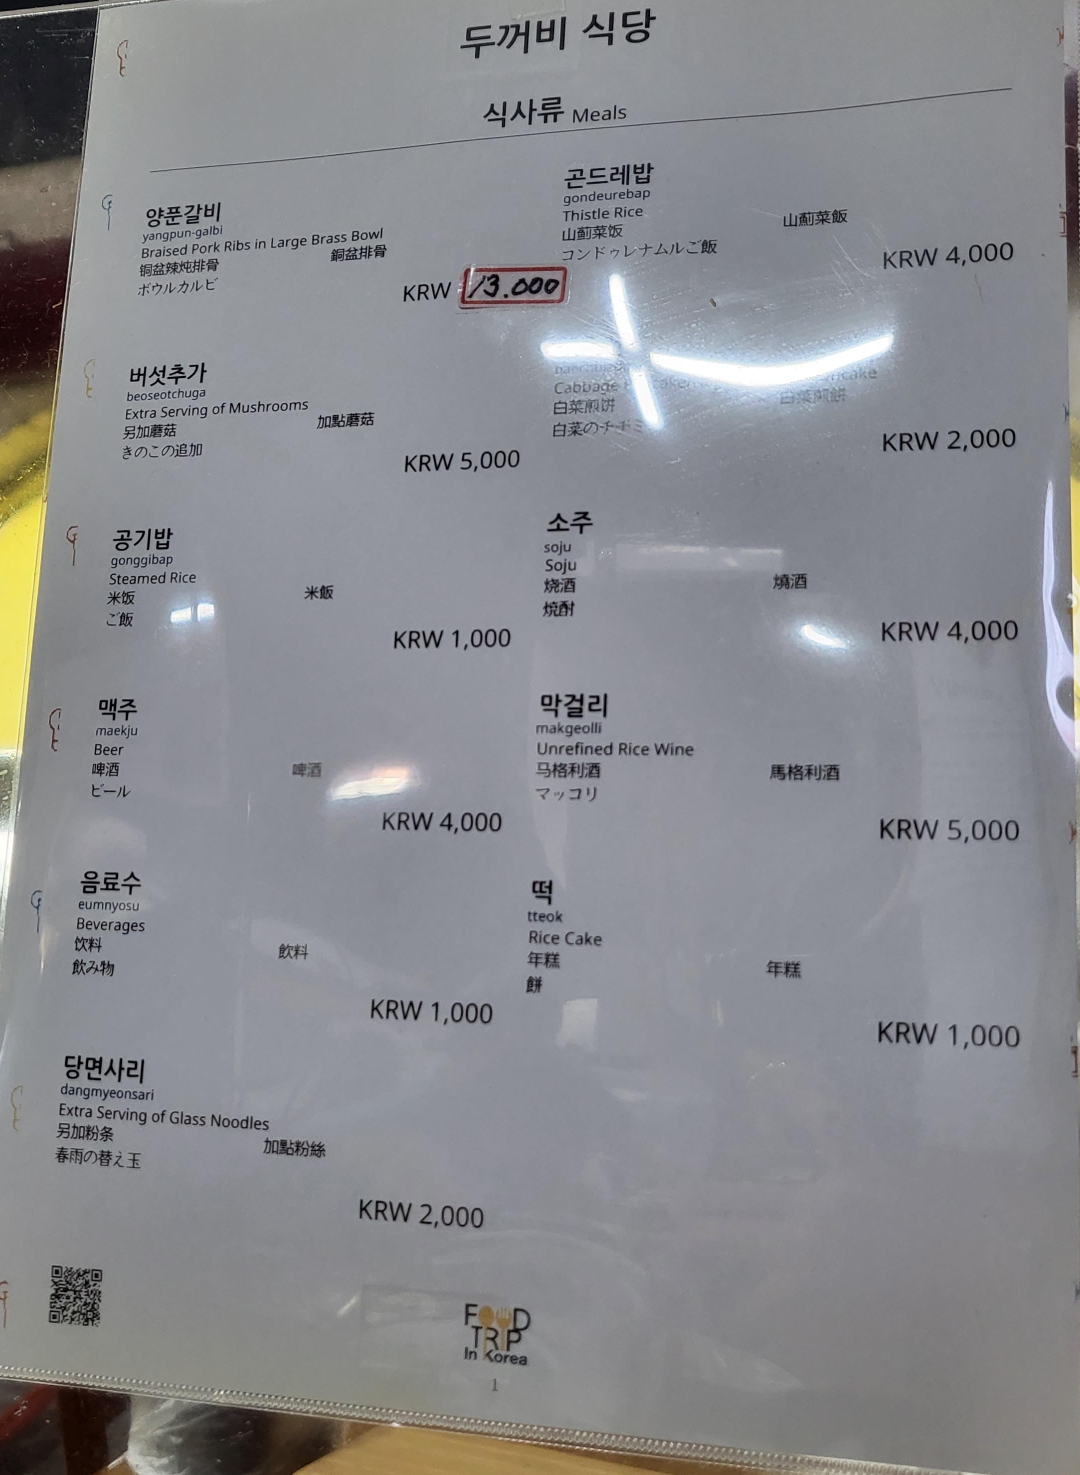 두꺼비 식당
식사류 Meals
양푼갈비
yangpun-galbi
Braised Pork Ribs in Large Brass Bowl
铜盆辣炖排骨 銅盆排骨
ボウルカルビ
KRW 13.000
곤드레밥
gondeurebap
Thistle Rice
山蓟菜饭 山薊菜飯
コンドゥレナムルご飯
KRW 4,000
버섯추가
beoseotchuga
Extra Serving of Mushrooms
另加蘑菇 加點蘑菇
きのこの追加
KRW 5,000
Cabbage
白菜煎饼 白菜煎餅
白菜のチヂミ
KRW 2,000
공기밥
gonggibap
Steamed Rice
米饭 米飯
ご飯
KRW 1,000
소주
soju
Soju
烧酒 燒酒
焼酎
KRW 4,000
맥주
maekju
Beer
啤酒 啤酒
ビール
KRW 4,000
막걸리
makgeolli
Unrefined Rice Wine
马格利酒 馬格利酒
マッコリ
KRW 5,000
음료수
eumnyosu
Beverages
饮料 飲料
飲み物
KRW 1,000
떡
tteok
Rice Cake
年糕 年糕
餅
KRW 1,000
당면사리
dangmyeonsari
Extra Serving of Glass Noodles
另加粉条 加點粉絲
春雨の替え玉
KRW 2,000
FOOD
TRIP
In Korea
1